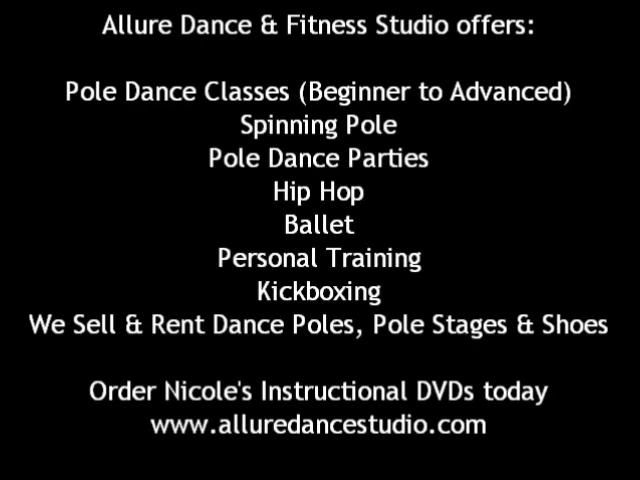 Allure Dance & Fitness Studio offers:
Pole Dance Classes (Beginner to Advanced)
Spinning Pole
Pole Dance Parties
Hip Hop
Ballet
Personal Training
Kickboxing
We Sell & Rent Dance Poles, Pole Stages & Shoes
Order Nicole's Instructional DVDs today
www.alluredancestudio.com